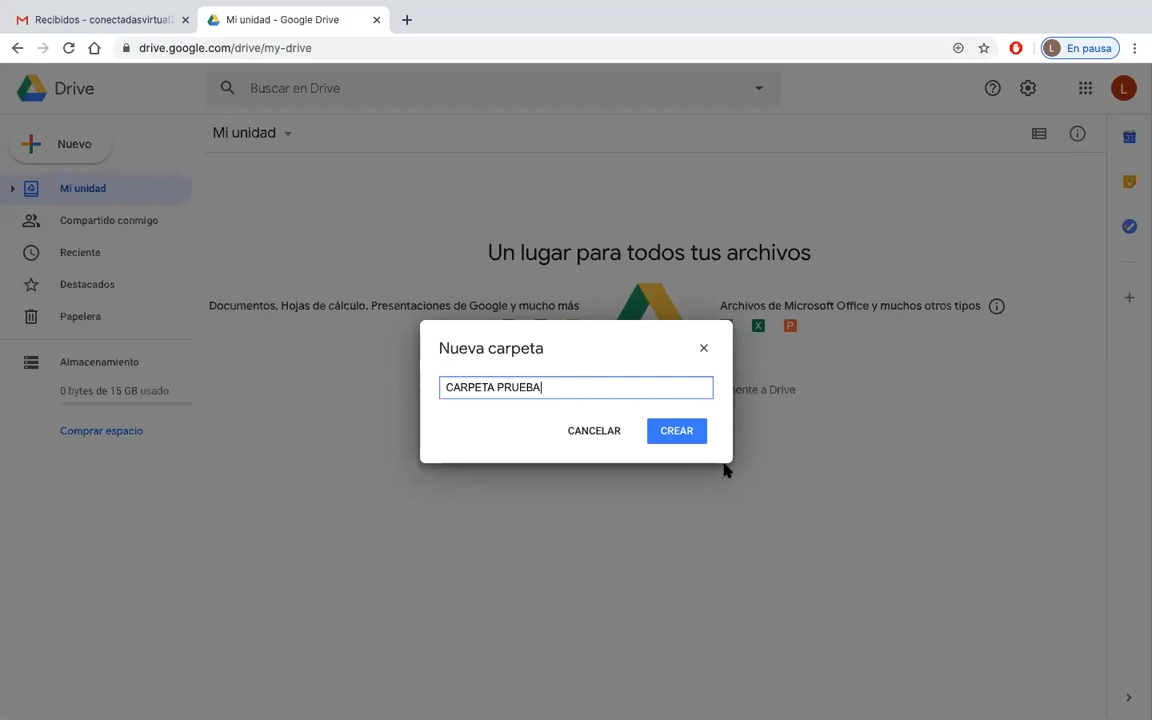 Recibidos - conectadasvirtual
Mi unidad - Google Drive
drive.google.com/drive/my-drive
L
En pausa
Drive
Buscar en Drive
L
Nuevo
Mi unidad
31
Mi unidad
Compartido conmigo
Reciente
Destacados
Papelera
Almacenamiento
0 bytes de 15 GB usado
Comprar espacio
Un lugar para todos tus archivos
Documentos, Hojas de cálculo, Presentaciones de Google y mucho más
Archivos de Microsoft Office y muchos otros tipos
X P
Nueva carpeta
CARPETA PRUEBA
mente a Drive
CANCELAR
CREAR